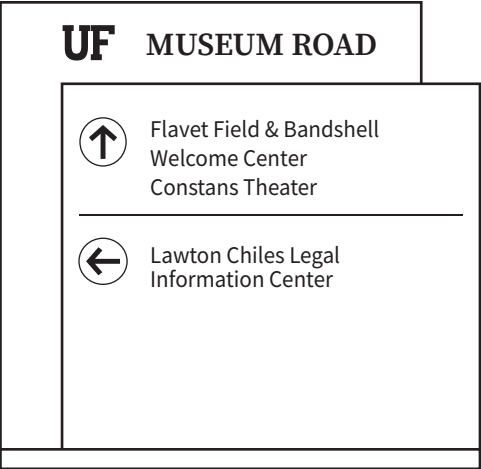 UF MUSEUM ROAD
Flavet Field & Bandshell
Welcome Center
Constans Theater
Lawton Chiles Legal
Information Center